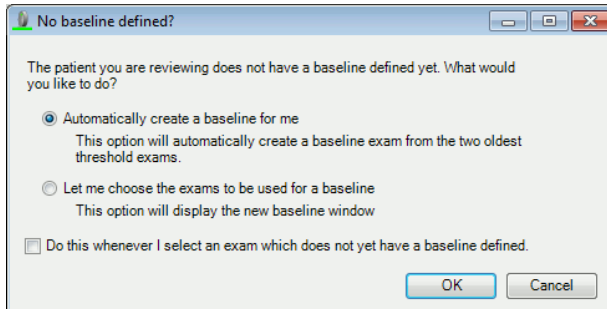 No baseline defined?
The patient you are reviewing does not have a baseline defined yet. What would
you like to do?
Automatically create a baseline for me
This option will automatically create a baseline exam from the two oldest
threshold exams.
Let me choose the exams to be used for a baseline
This option will display the new baseline window
Do this whenever I select an exam which does not yet have a baseline defined.
OK Cancel